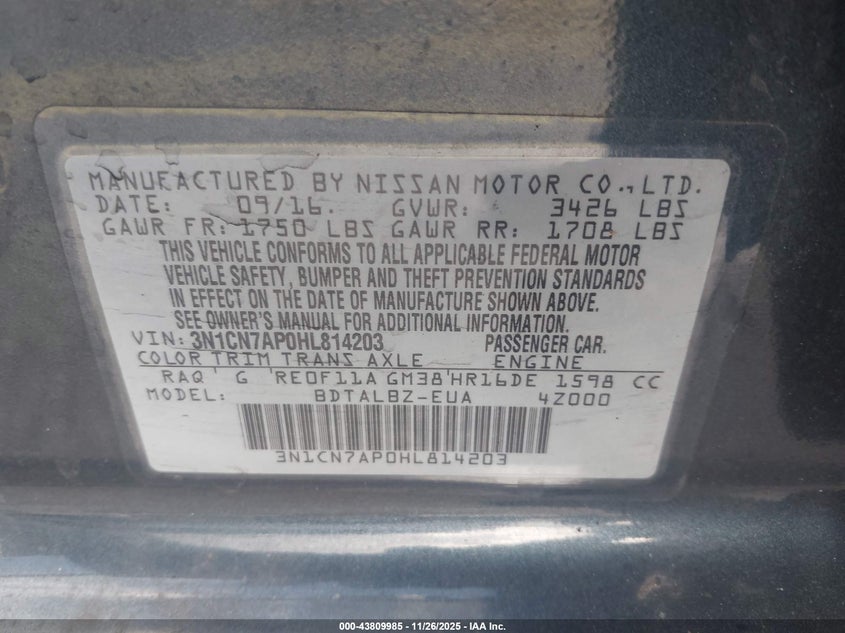 MANUFACTURED BY NISSAN MOTOR CO., LTD.
DATE: 09/16. GVWR: 3426 LBS
GAWR FR: 1750 LBS GAWR RR: 1708 LBS
THIS VEHICLE CONFORMS TO ALL APPLICABLE FEDERAL MOTOR
VEHICLE SAFETY, BUMPER AND THEFT PREVENTION STANDARDS
IN EFFECT ON THE DATE OF MANUFACTURE SHOWN ABOVE.
SEE OWNER'S MANUAL FOR ADDITIONAL INFORMATION.
VIN: 3N1CN7AP0HL814203 PASSENGER CAR.
COLOR TRIM TRANS AXLE ENGINE
RAQ G RE0F11A GM38 HR16DE 1598 CC
MODEL: BDTALBZ-EUA 4Z000
3N1CN7AP0HL814203
000-43809985 - 11/26/2025 - IAA Inc.